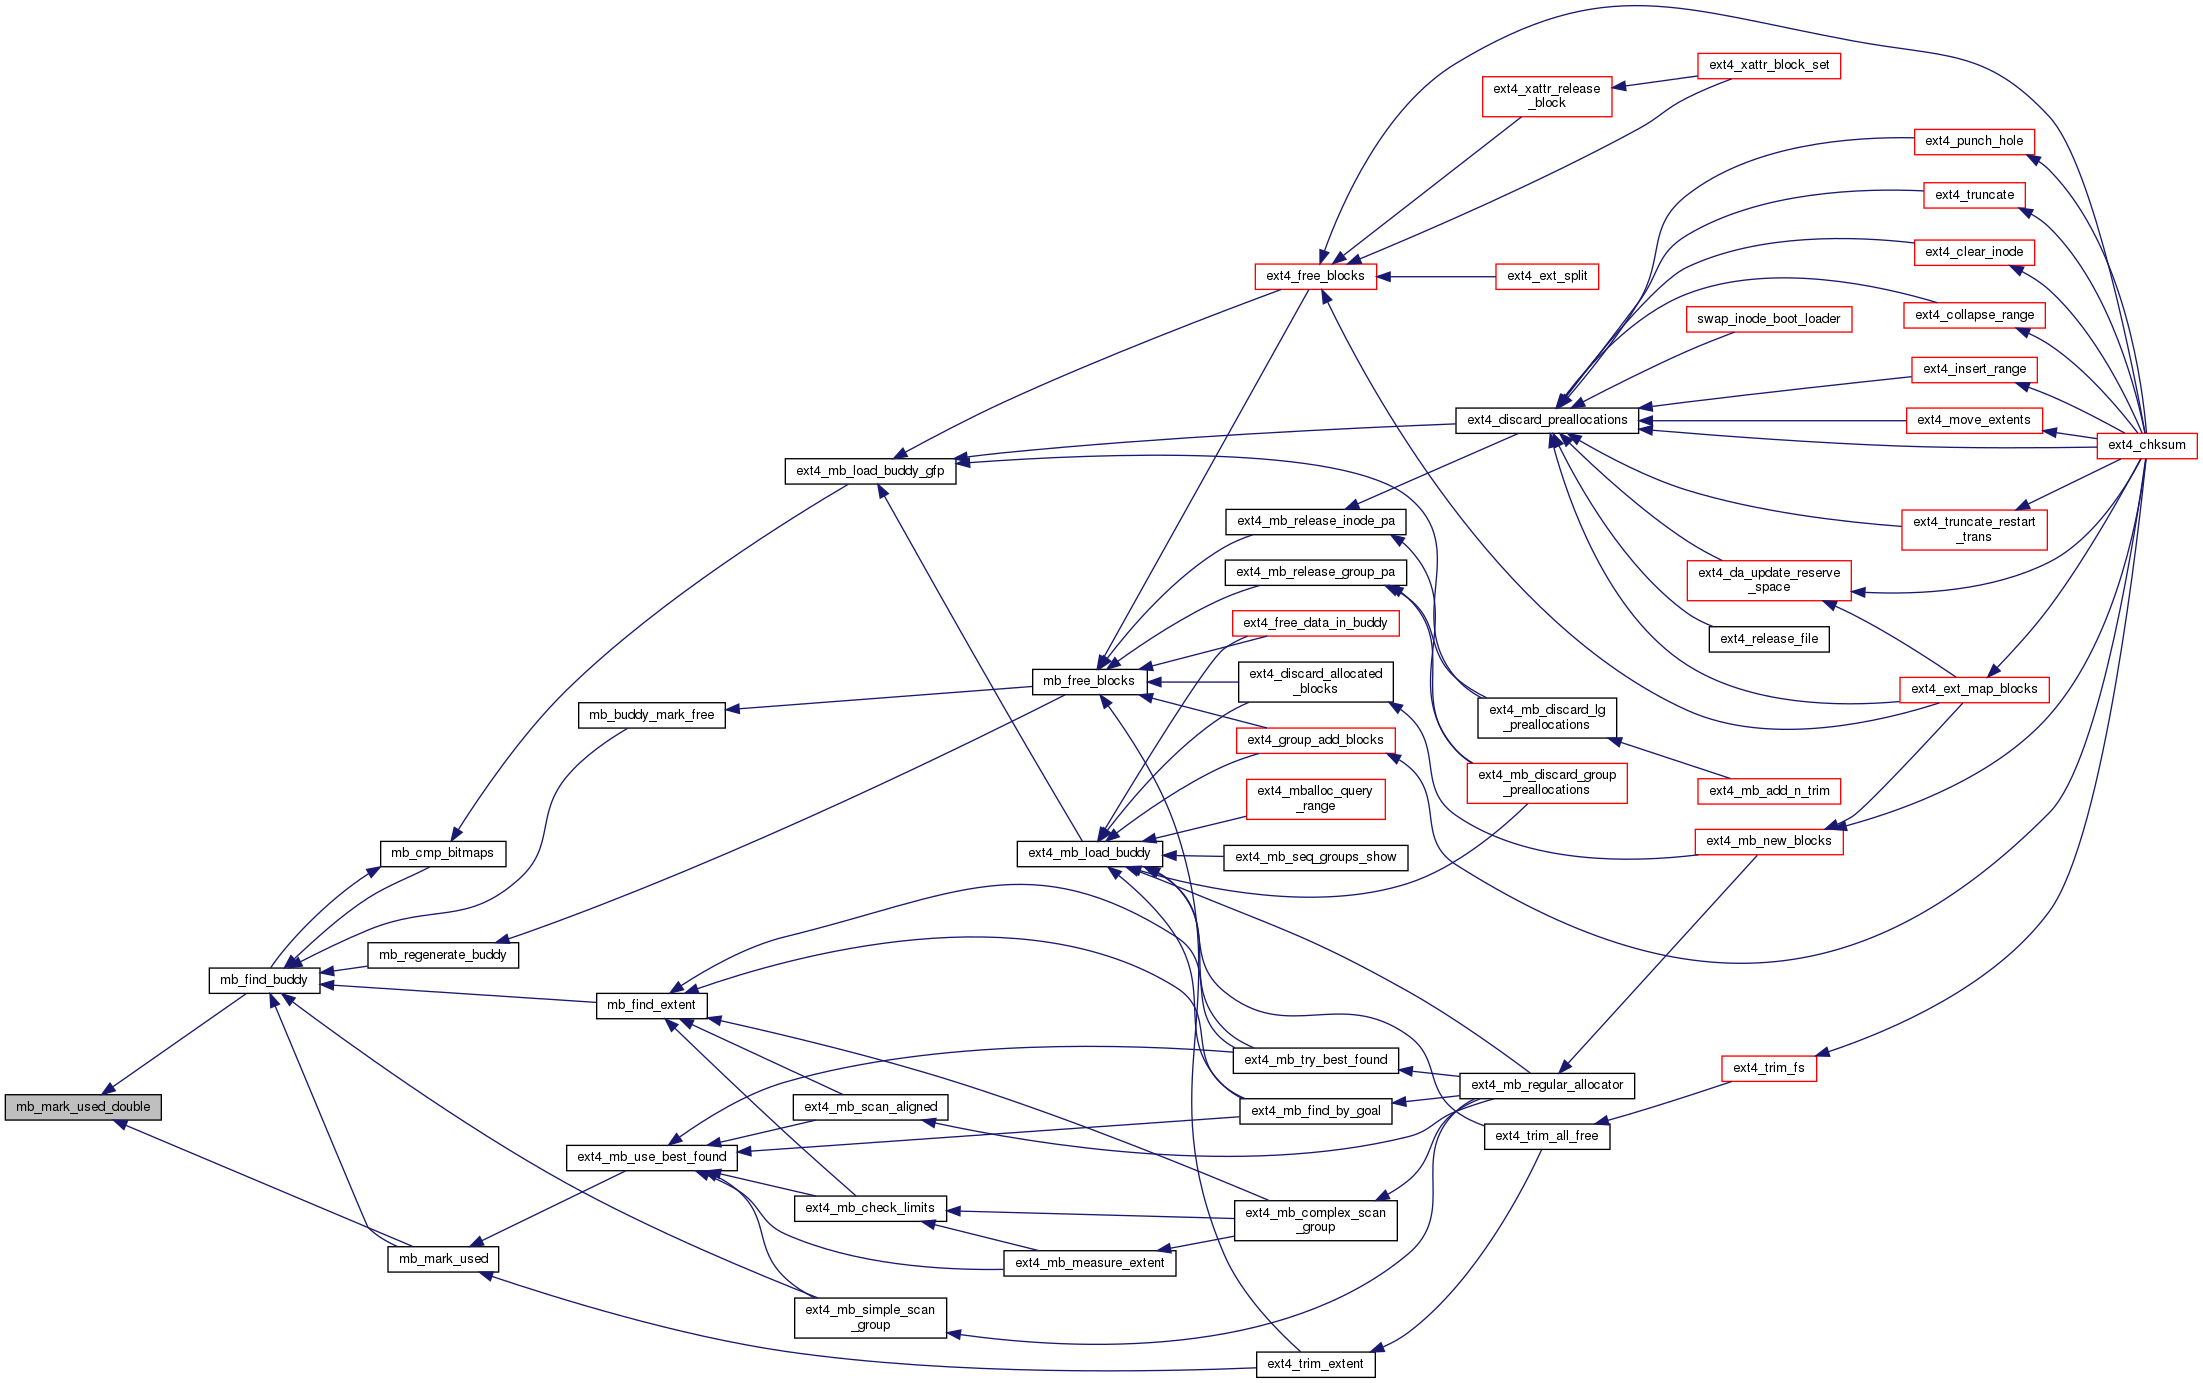 ext4_xattr_block_set
ext4_xattr_release
_block
ext4_punch_hole
ext4_truncate
ext4_clear_inode
ext4_free_blocks
ext4_ext_split
ext4_collapse_range
swap_inode_boot_loader
ext4_insert_range
ext4_discard_preallocations
ext4_move_extents
ext4_chksum
ext4_mb_load_buddy_gfp
ext4_mb_release_inode_pa
ext4_truncate_restart
_trans
ext4_mb_release_group_pa
ext4_da_update_reserve
_space
ext4_free_data_in_buddy
ext4_release_file
mb_free_blocks
ext4_discard_allocated
_blocks
ext4_ext_map_blocks
mb_buddy_mark_free
ext4_mb_discard_lg
_preallocations
ext4_group_add_blocks
ext4_mb_discard_group
_preallocations
ext4_mb_add_n_trim
ext4_mballoc_query
_range
ext4_mb_new_blocks
mb_cmp_bitmaps
ext4_mb_load_buddy
ext4_mb_seq_groups_show
mb_regenerate_buddy
mb_find_buddy
mb_find_extent
ext4_mb_try_best_found
ext4_trim_fs
ext4_mb_regular_allocator
mb_mark_used_double
ext4_mb_scan_aligned
ext4_mb_find_by_goal
ext4_trim_all_free
ext4_mb_use_best_found
ext4_mb_check_limits
ext4_mb_complex_scan
_group
mb_mark_used
ext4_mb_measure_extent
ext4_mb_simple_scan
_group
ext4_trim_extent